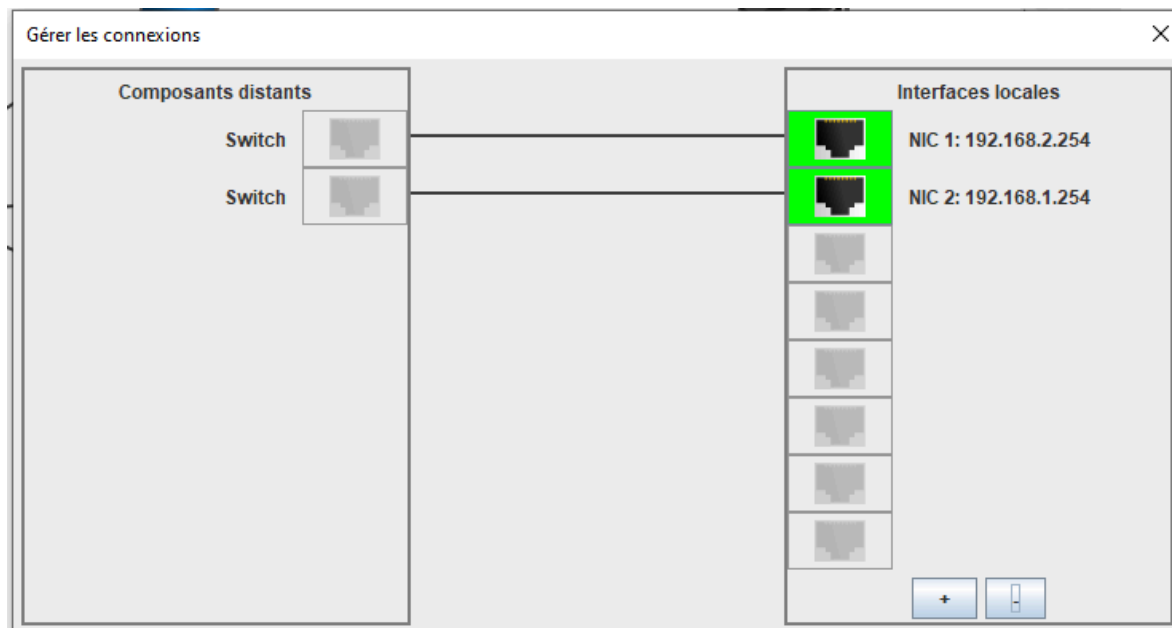 Gérer les connexions
Composants distants
Switch
Switch
Interfaces locales
NIC 1: 192.168.2.254
NIC 2: 192.168.1.254
+
-